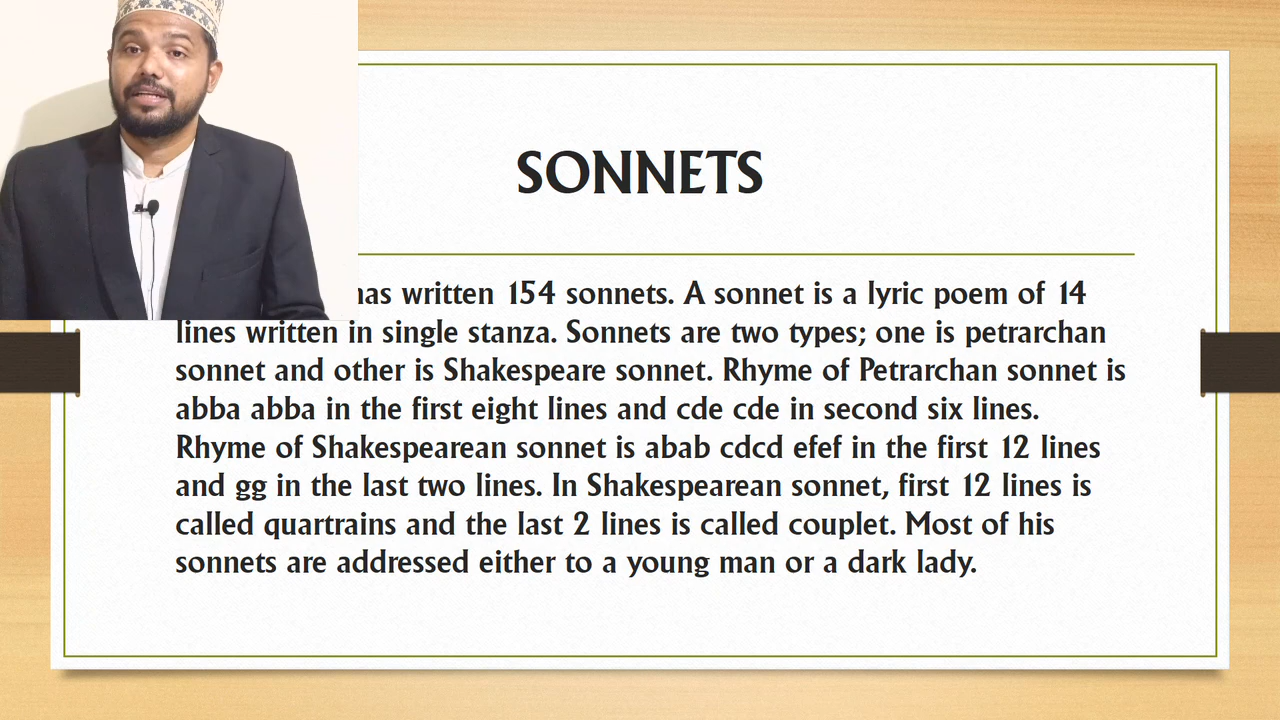 SONNETS
has written 154 sonnets. A sonnet is a lyric poem of 14
lines written in single stanza. Sonnets are two types; one is petrarchan
sonnet and other is Shakespeare sonnet. Rhyme of Petrarchan sonnet is
abba abba in the first eight lines and cde cde in second six lines.
Rhyme of Shakespearean sonnet is abab cdcd efef in the first 12 lines
and gg in the last two lines. In Shakespearean sonnet, first 12 lines is
called quartrains and the last 2 lines is called couplet. Most of his
sonnets are addressed either to a young man or a dark lady.